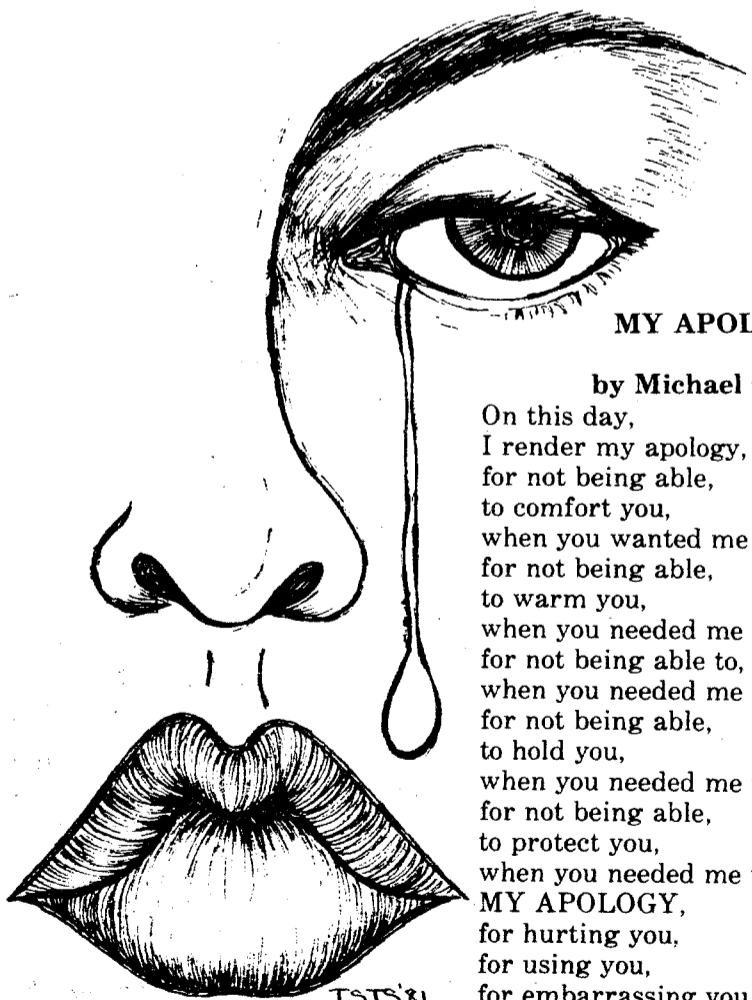 MY APOL
by Michael
On this day,
I render my apology,
for not being able,
to comfort you,
when you wanted me
for not being able,
to warm you,
when you needed me
for not being able to,
when you needed me
for not being able,
to hold you,
when you needed me
for not being able,
to protect you,
when you needed me
MY APOLOGY,
for hurting you,
for using you,
for embarrassing you
TSTS'81